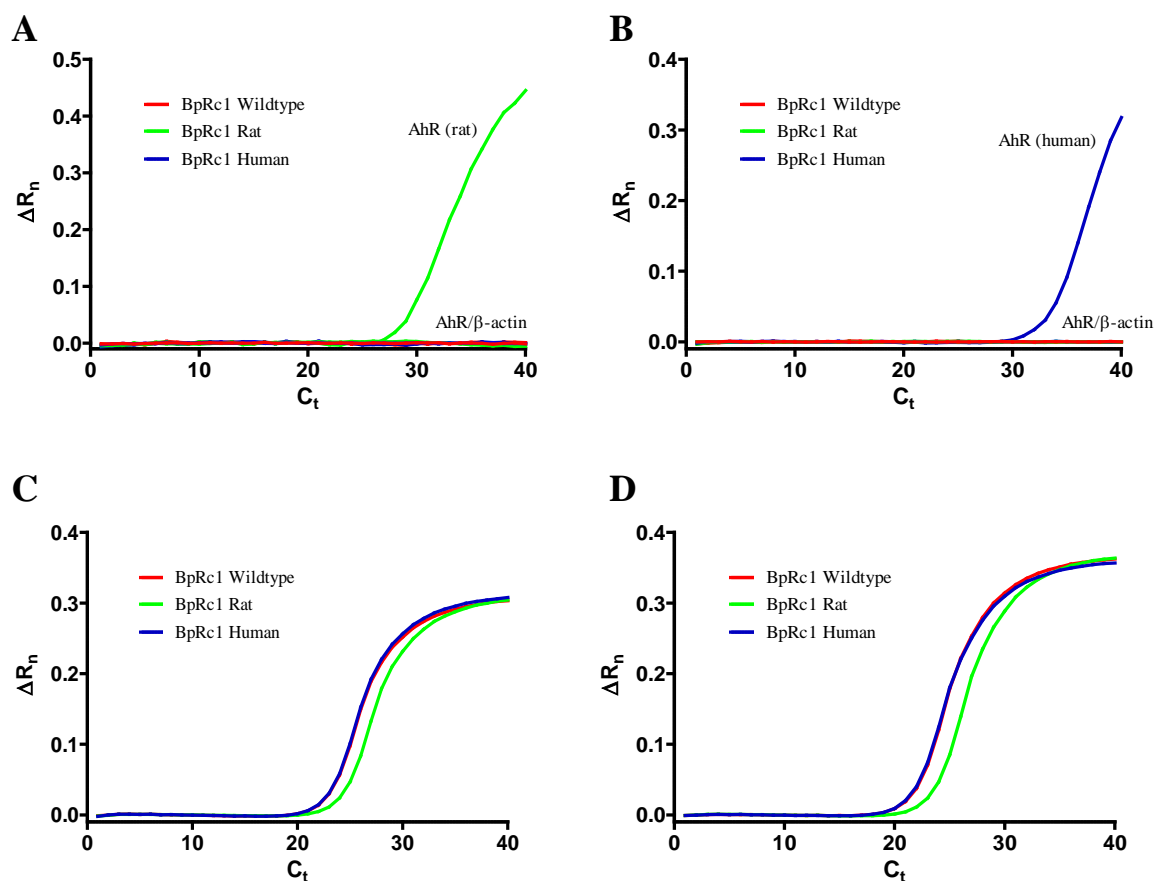 A
0.5
0.4
0.3
0.2
0.1
0.0
ΔRn
BpRc1 Wildtype
BpRc1 Rat
BpRc1 Human
AhR (rat)
AhR/β-actin
0 10 20 30 40
Ct
B
0.4
0.3
0.2
0.1
0.0
ΔRn
BpRc1 Wildtype
BpRc1 Rat
BpRc1 Human
AhR (human)
AhR/β-actin
0 10 20 30 40
Ct
C
0.4
0.3
0.2
0.1
0.0
ΔRn
BpRc1 Wildtype
BpRc1 Rat
BpRc1 Human
0 10 20 30 40
Ct
D
0.4
0.3
0.2
0.1
0.0
ΔRn
BpRc1 Wildtype
BpRc1 Rat
BpRc1 Human
0 10 20 30 40
Ct